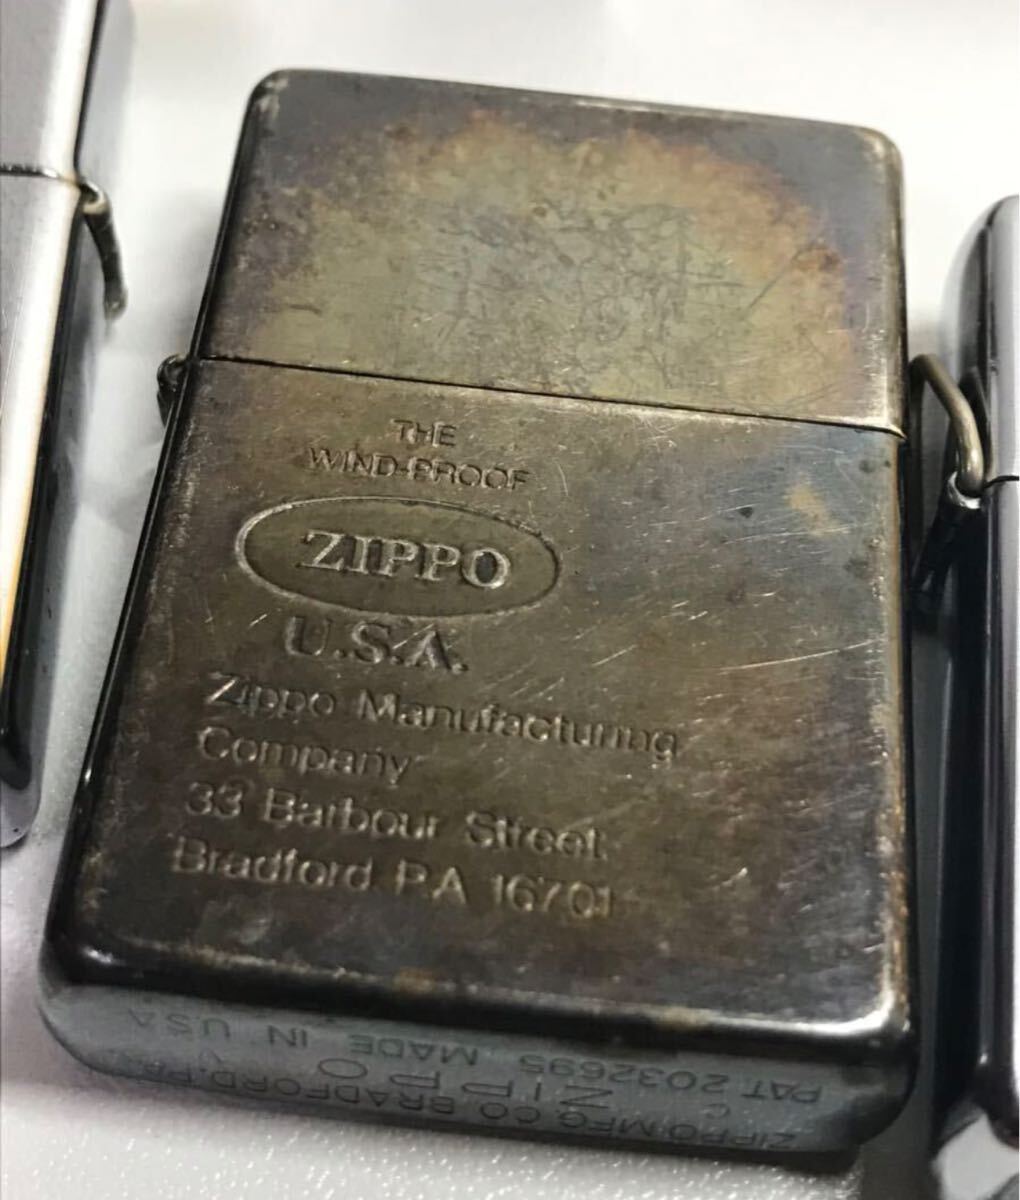 THE
WIND-PROOF
ZIPPO
U.S.A.
Zippo Manufacturing
Company
33 Barbour Street
Bradford P.A 16701
ZIPPO MFG. CO. BRADFORD, PA.
ZIPPO
PAT. 2032695 MADE IN USA